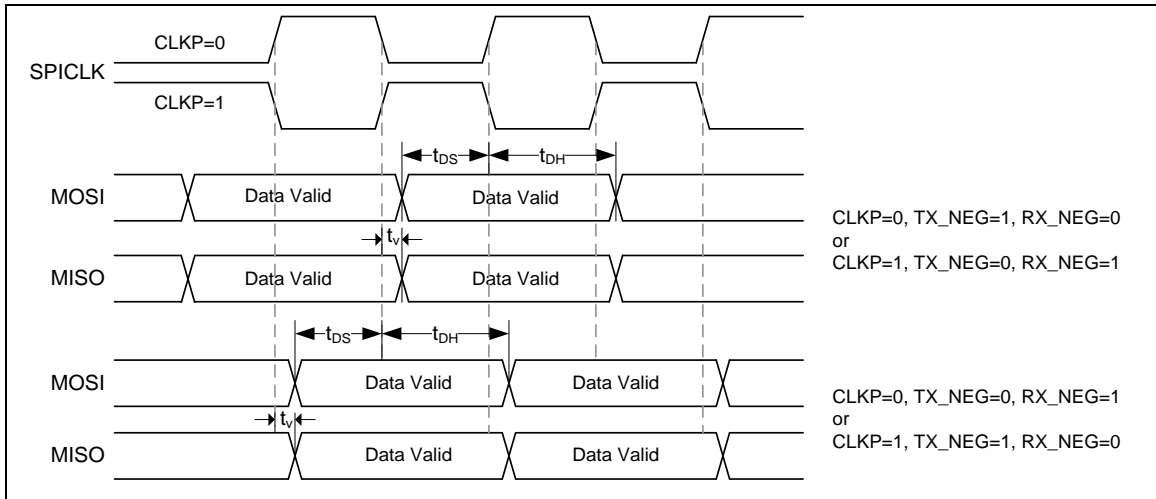 CLKP=0
SPICLK
CLKP=1
tDS tDH
MOSI Data Valid Data Valid
CLKP=0, TX_NEG=1, RX_NEG=0
or
CLKP=1, TX_NEG=0, RX_NEG=1
tv
MISO Data Valid Data Valid
tDS tDH
MOSI Data Valid Data Valid
CLKP=0, TX_NEG=0, RX_NEG=1
or
CLKP=1, TX_NEG=1, RX_NEG=0
tv
MISO Data Valid Data Valid